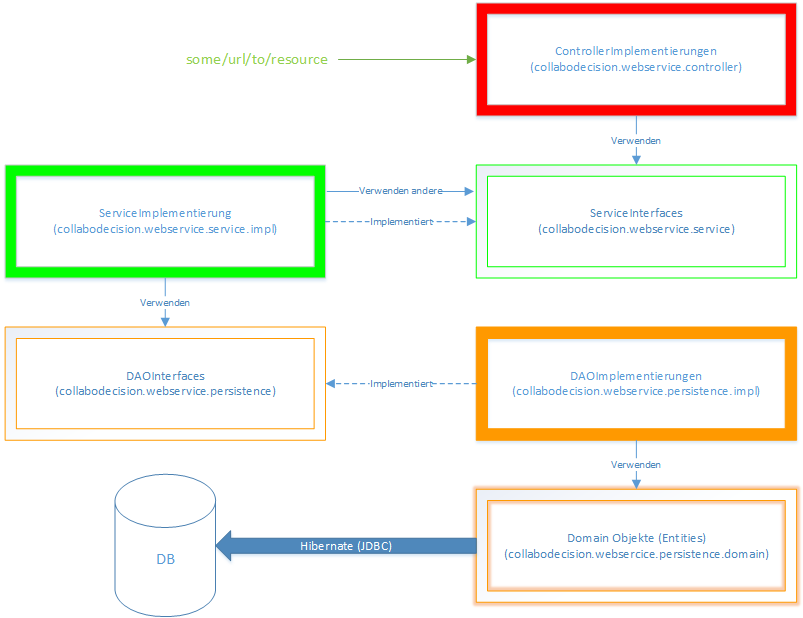 some/url/to/resource
ControllerImplementierungen
(collabodecision.webservice.controller)
Verwenden
ServiceImplementierung
(collabodecision.webservice.service.impl)
Verwenden andere
Implementiert
ServiceInterfaces
(collabodecision.webservice.service)
Verwenden
DAOInterfaces
(collabodecision.webservice.persistence)
Implementiert
DAOImplementierungen
(collabodecision.webservice.persistence.impl)
Verwenden
DB
Hibernate (JDBC)
Domain Objekte (Entities)
(collabodecision.websercice.persistence.domain)